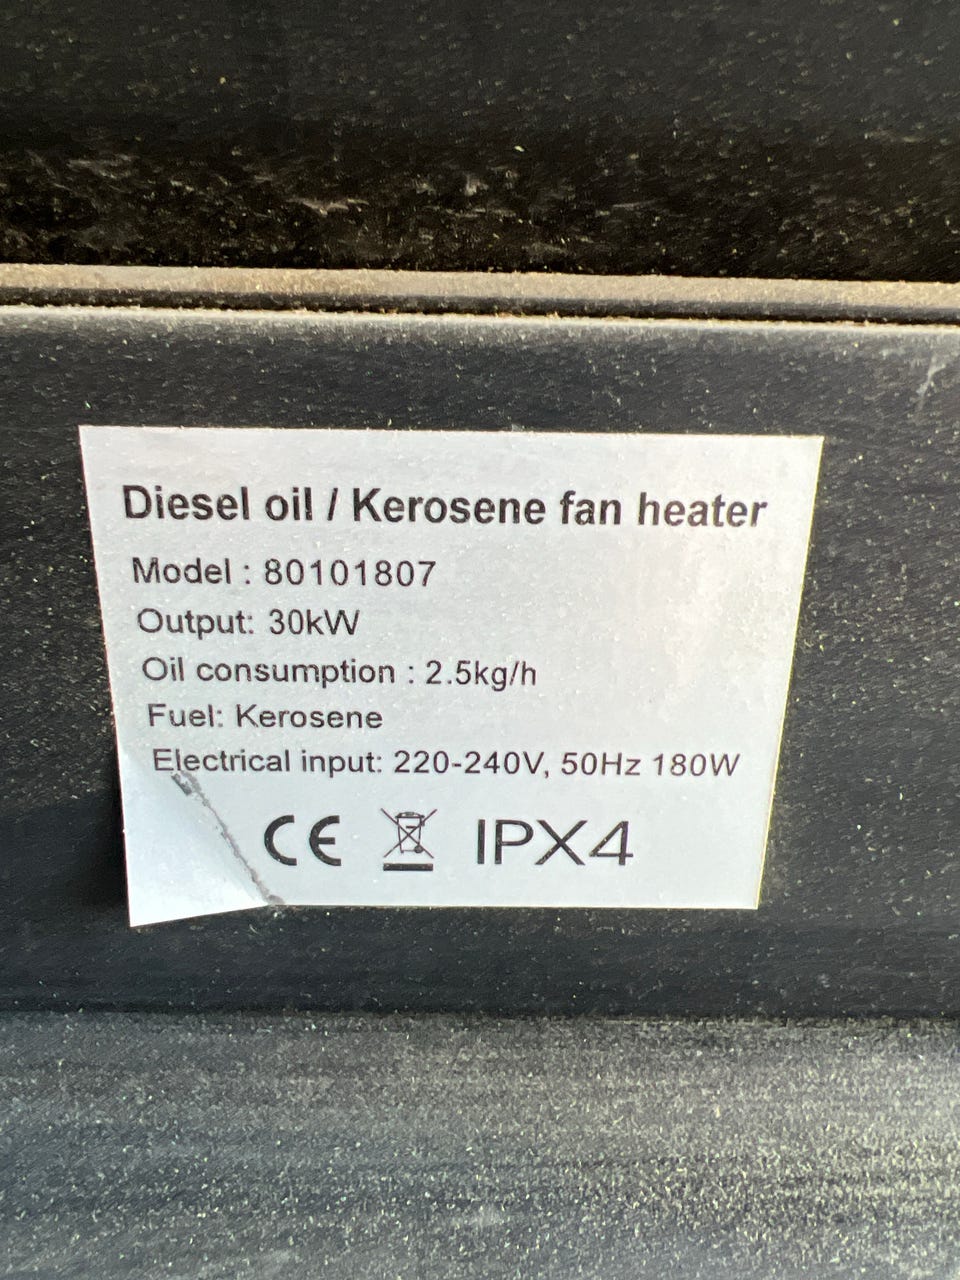 Diesel oil / Kerosene fan heater
Model : 80101807
Output: 30kW
Oil consumption : 2.5kg/h
Fuel: Kerosene
Electrical input: 220-240V, 50Hz 180W
CE IPX4